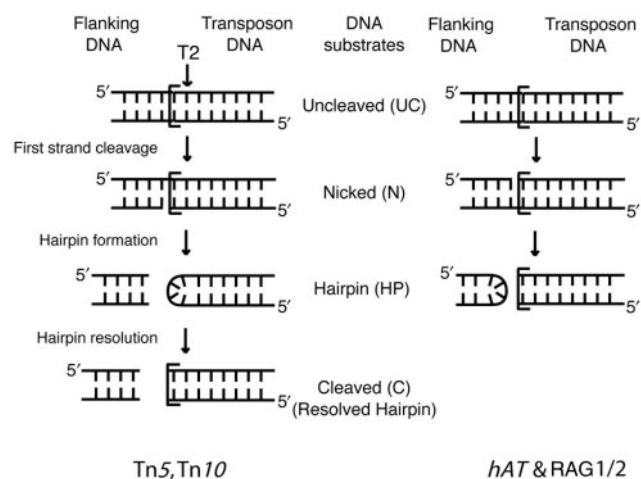 Flanking DNA
Transposon DNA
DNA substrates
Flanking DNA
Transposon DNA
T2
5′
5′
Uncleaved (UC)
5′
5′
First strand cleavage
5′
5′
Nicked (N)
5′
5′
Hairpin formation
5′
5′
Hairpin (HP)
5′
5′
Hairpin resolution
5′
5′
Cleaved (C)
(Resolved Hairpin)
Tn5,Tn10
hAT & RAG1/2